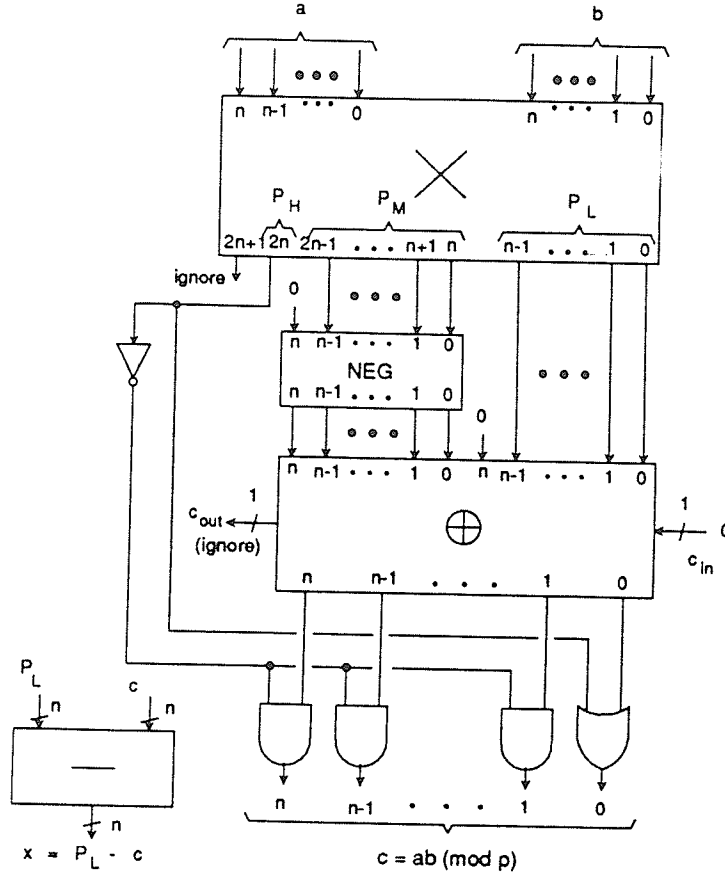 a b
n n-1 • • • 0 n • • • 1 0
P_H P_M P_L
2n+1 2n 2n-1 • • • n+1 n n-1 • • • 1 0
ignore
0
n n-1 • • • 1 0
NEG
n n-1 • • • 1 0
0
n n-1 • • • 1 0 n n-1 • • • 1 0
1
c_out
(ignore)
1
0
c_in
n n-1 • • • 1 0
P_L n c n
n n-1 • • • 1 0
n
x = P_L - c
c = ab (mod p)